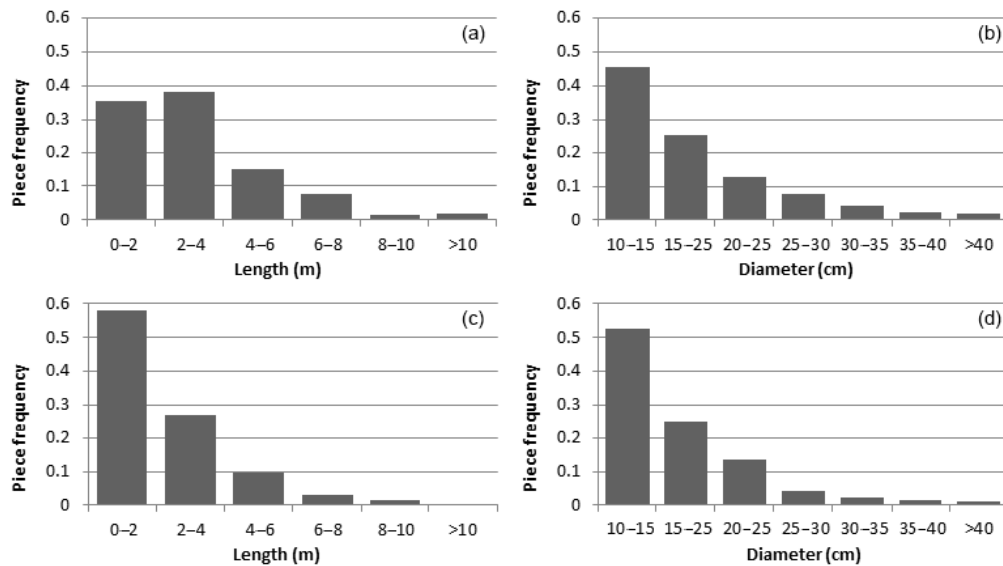 0.6
0.5
0.4
0.3
0.2
0.1
0
Piece frequency
(a)
0–2 2–4 4–6 6–8 8–10 >10
Length (m)
0.6
0.5
0.4
0.3
0.2
0.1
0
Piece frequency
(b)
10–15 15–25 20–25 25–30 30–35 35–40 >40
Diameter (cm)
0.6
0.5
0.4
0.3
0.2
0.1
0
Piece frequency
(c)
0–2 2–4 4–6 6–8 8–10 >10
Length (m)
0.6
0.5
0.4
0.3
0.2
0.1
0
Piece frequency
(d)
10–15 15–25 20–25 25–30 30–35 35–40 >40
Diameter (cm)